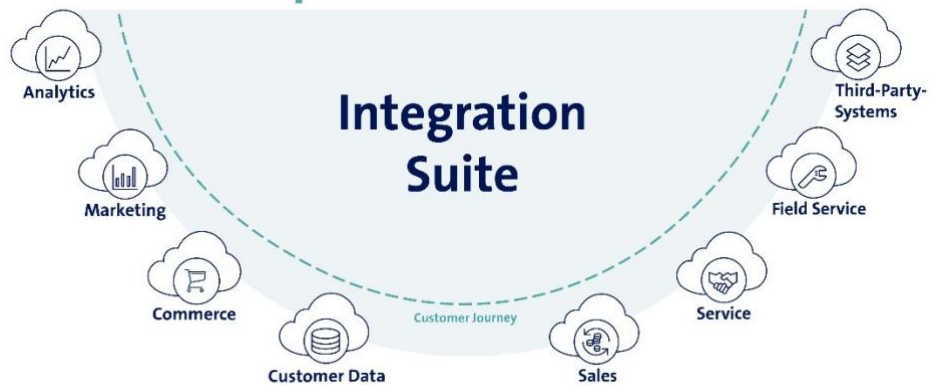 Integration
Suite
Analytics
Marketing
Commerce
Customer Data
Customer Journey
Sales
Service
Field Service
Third-Party-
Systems